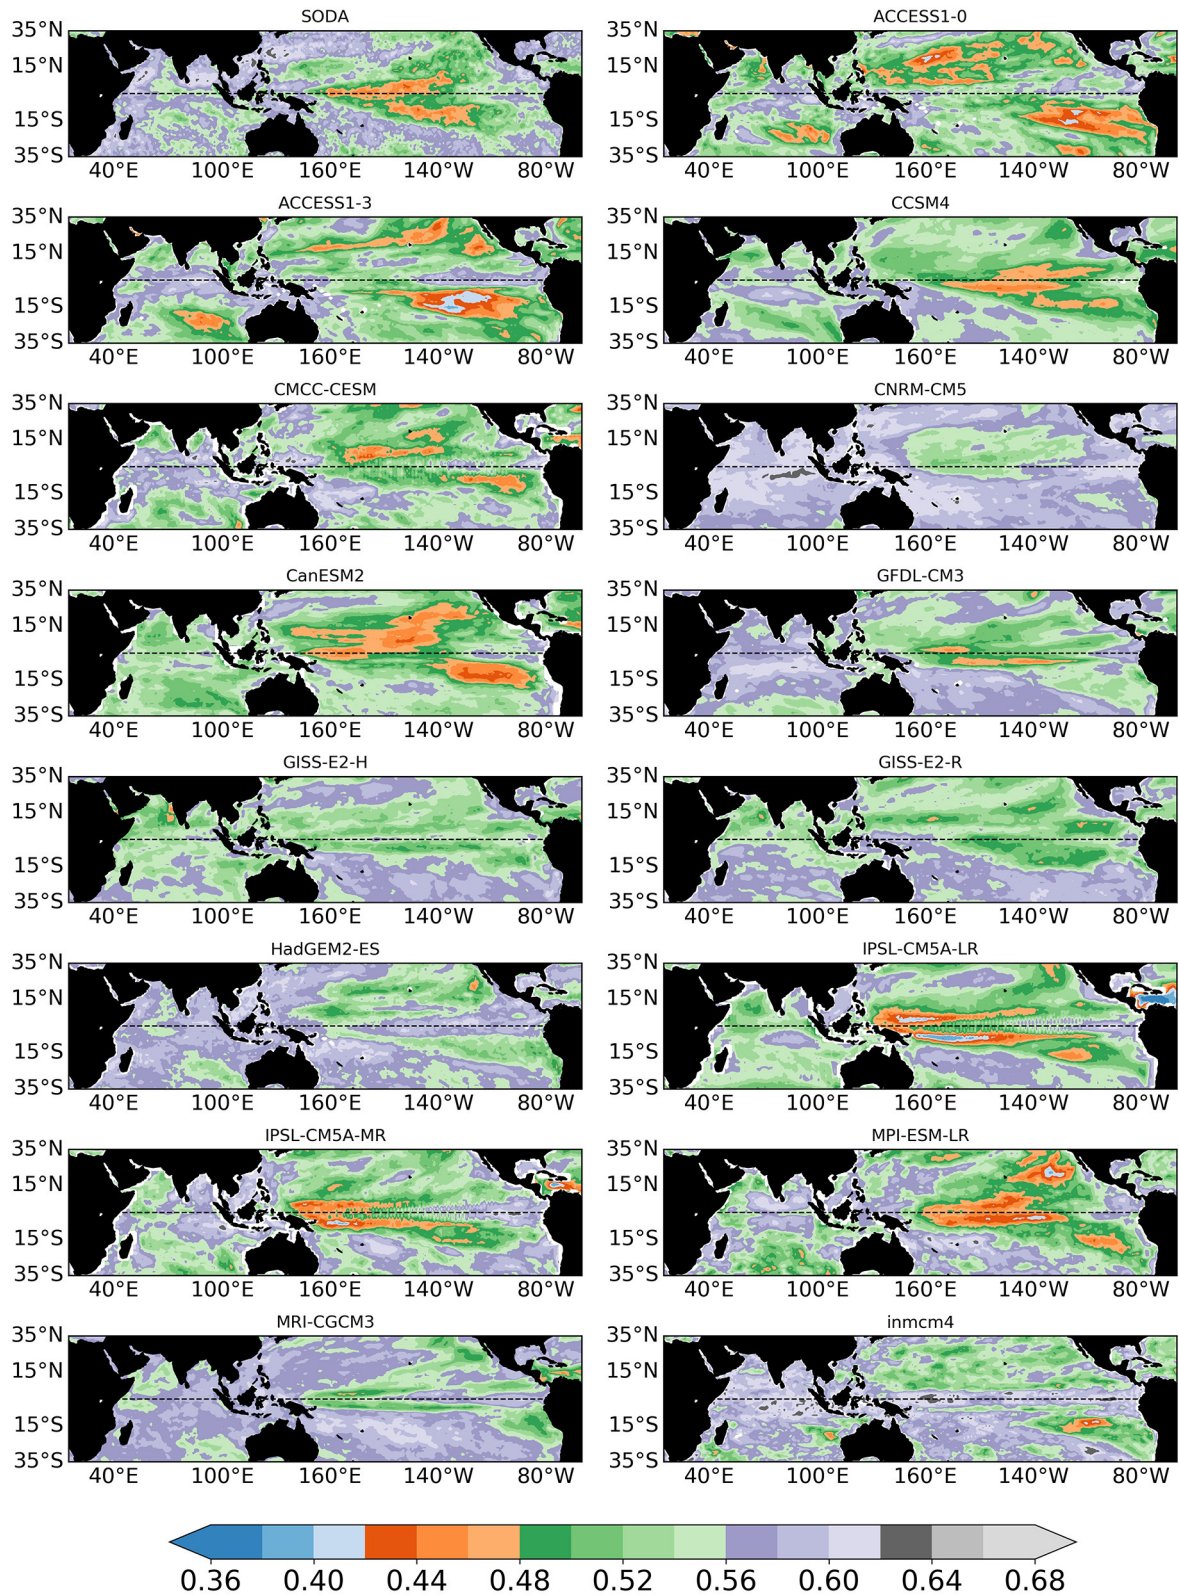 SODA ACCESS1-0
35°N 35°N
15°N 15°N
15°S 15°S
35°S 35°S
40°E 100°E 160°E 140°W 80°W 40°E 100°E 160°E 140°W 80°W
ACCESS1-3 CCSM4
35°N 35°N
15°N 15°N
15°S 15°S
35°S 35°S
40°E 100°E 160°E 140°W 80°W 40°E 100°E 160°E 140°W 80°W
CMCC-CESM CNRM-CM5
35°N 35°N
15°N 15°N
15°S 15°S
35°S 35°S
40°E 100°E 160°E 140°W 80°W 40°E 100°E 160°E 140°W 80°W
CanESM2 GFDL-CM3
35°N 35°N
15°N 15°N
15°S 15°S
35°S 35°S
40°E 100°E 160°E 140°W 80°W 40°E 100°E 160°E 140°W 80°W
GISS-E2-H GISS-E2-R
35°N 35°N
15°N 15°N
15°S 15°S
35°S 35°S
40°E 100°E 160°E 140°W 80°W 40°E 100°E 160°E 140°W 80°W
HadGEM2-ES IPSL-CM5A-LR
35°N 35°N
15°N 15°N
15°S 15°S
35°S 35°S
40°E 100°E 160°E 140°W 80°W 40°E 100°E 160°E 140°W 80°W
IPSL-CM5A-MR MPI-ESM-LR
35°N 35°N
15°N 15°N
15°S 15°S
35°S 35°S
40°E 100°E 160°E 140°W 80°W 40°E 100°E 160°E 140°W 80°W
MRI-CGCM3 inmcm4
35°N 35°N
15°N 15°N
15°S 15°S
35°S 35°S
40°E 100°E 160°E 140°W 80°W 40°E 100°E 160°E 140°W 80°W
0.36 0.40 0.44 0.48 0.52 0.56 0.60 0.64 0.68